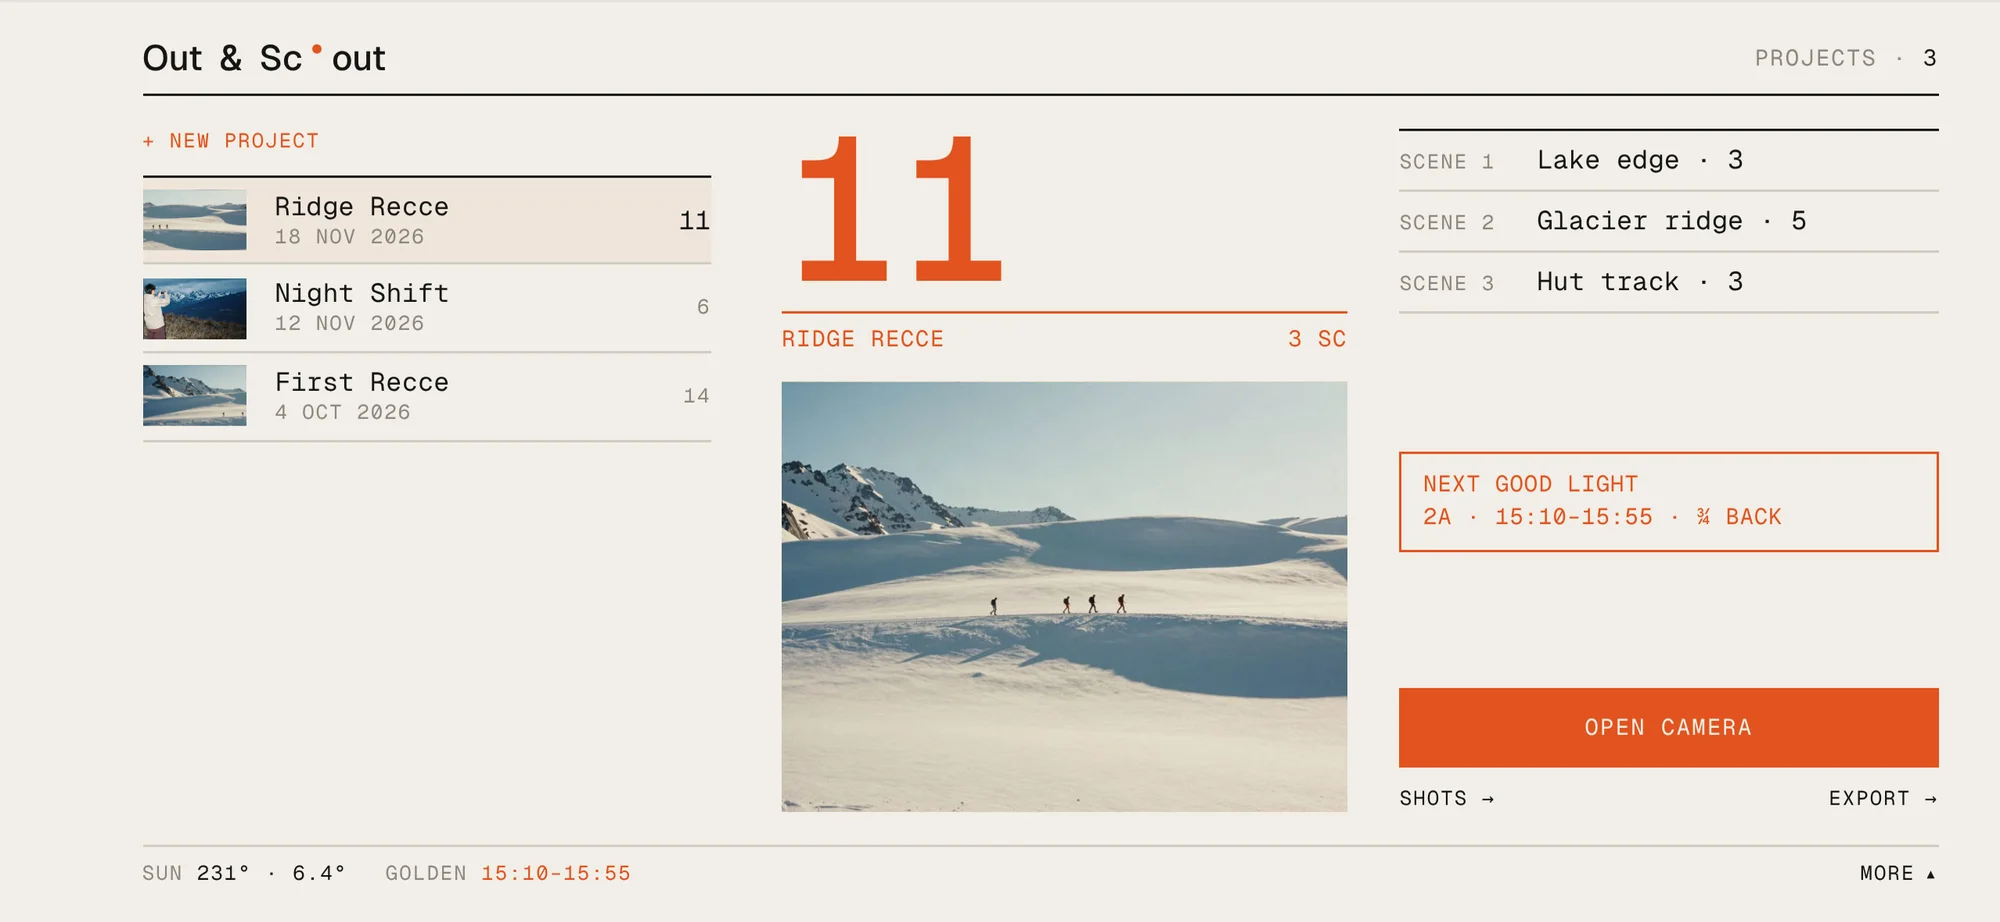 Out & Sc•out
PROJECTS · 3
+ NEW PROJECT
Ridge Recce
18 NOV 2026
11
Night Shift
12 NOV 2026
6
First Recce
4 OCT 2026
14
11
RIDGE RECCE
3 SC
SCENE 1 Lake edge · 3
SCENE 2 Glacier ridge · 5
SCENE 3 Hut track · 3
NEXT GOOD LIGHT
2A · 15:10–15:55 · ¾ BACK
OPEN CAMERA
SHOTS →
EXPORT →
SUN 231° · 6.4° GOLDEN 15:10–15:55
MORE ▴